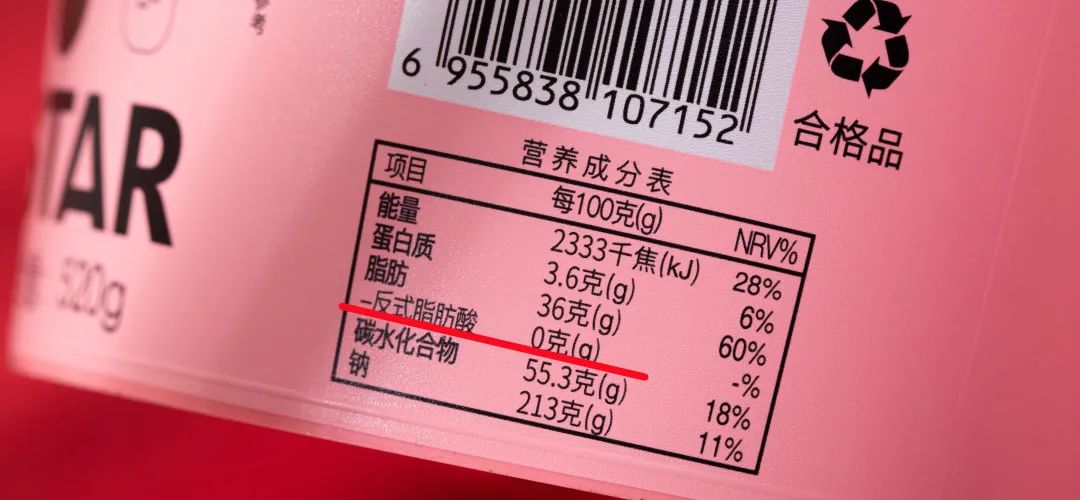 参考
6 955838 107152
合格品
TAR
520g
营养成分表
项目 每100克(g) NRV%
能量 2333千焦(kJ) 28%
蛋白质 3.6克(g) 6%
脂肪 36克(g) 60%
-反式脂肪酸 0克(g) -%
碳水化合物 55.3克(g) 18%
钠 213克(g) 11%